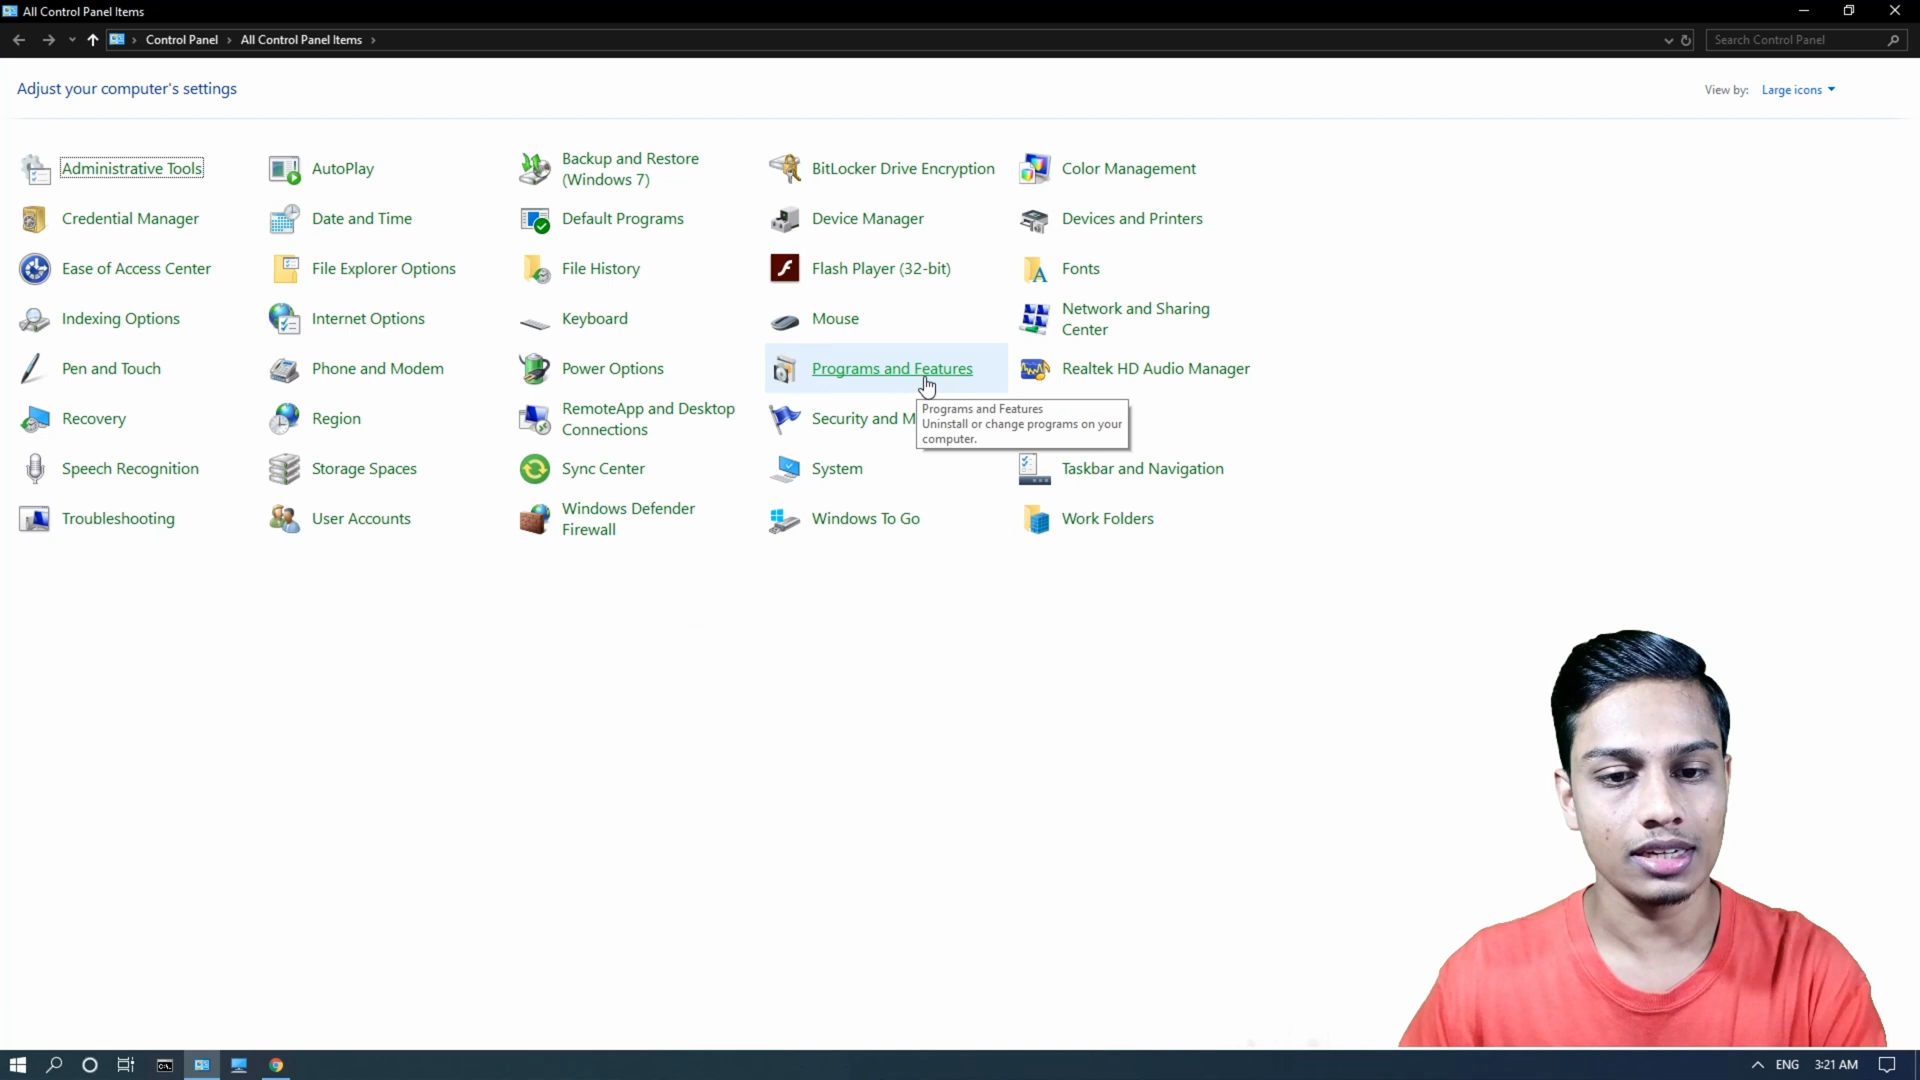 All Control Panel Items
Control Panel > All Control Panel Items >
Search Control Panel
Adjust your computer's settings
View by: Large icons
Administrative Tools
AutoPlay
Backup and Restore
(Windows 7)
BitLocker Drive Encryption
Color Management
Credential Manager
Date and Time
Default Programs
Device Manager
Devices and Printers
Ease of Access Center
File Explorer Options
File History
Flash Player (32-bit)
Fonts
Indexing Options
Internet Options
Keyboard
Mouse
Network and Sharing
Center
Pen and Touch
Phone and Modem
Power Options
Programs and Features
Realtek HD Audio Manager
Recovery
Region
RemoteApp and Desktop
Connections
Security and M
Programs and Features
Uninstall or change programs on your
computer.
Speech Recognition
Storage Spaces
Sync Center
System
Taskbar and Navigation
Troubleshooting
User Accounts
Windows Defender
Firewall
Windows To Go
Work Folders
ENG
3:21 AM